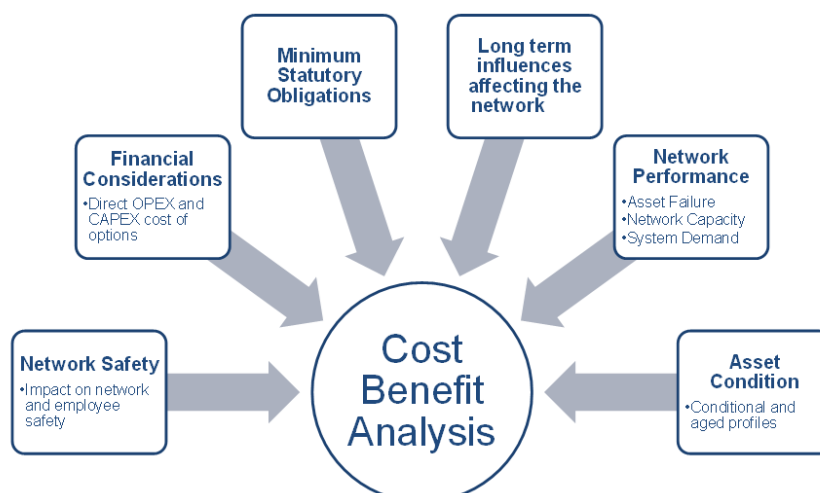 Minimum
Statutory
Obligations
Long term
influences
affecting the
network
Financial
Considerations
•Direct OPEX and
CAPEX cost of
options
Network
Performance
•Asset Failure
•Network Capacity
•System Demand
Network Safety
•Impact on network
and employee
safety
Cost
Benefit
Analysis
Asset
Condition
•Conditional and
aged profiles